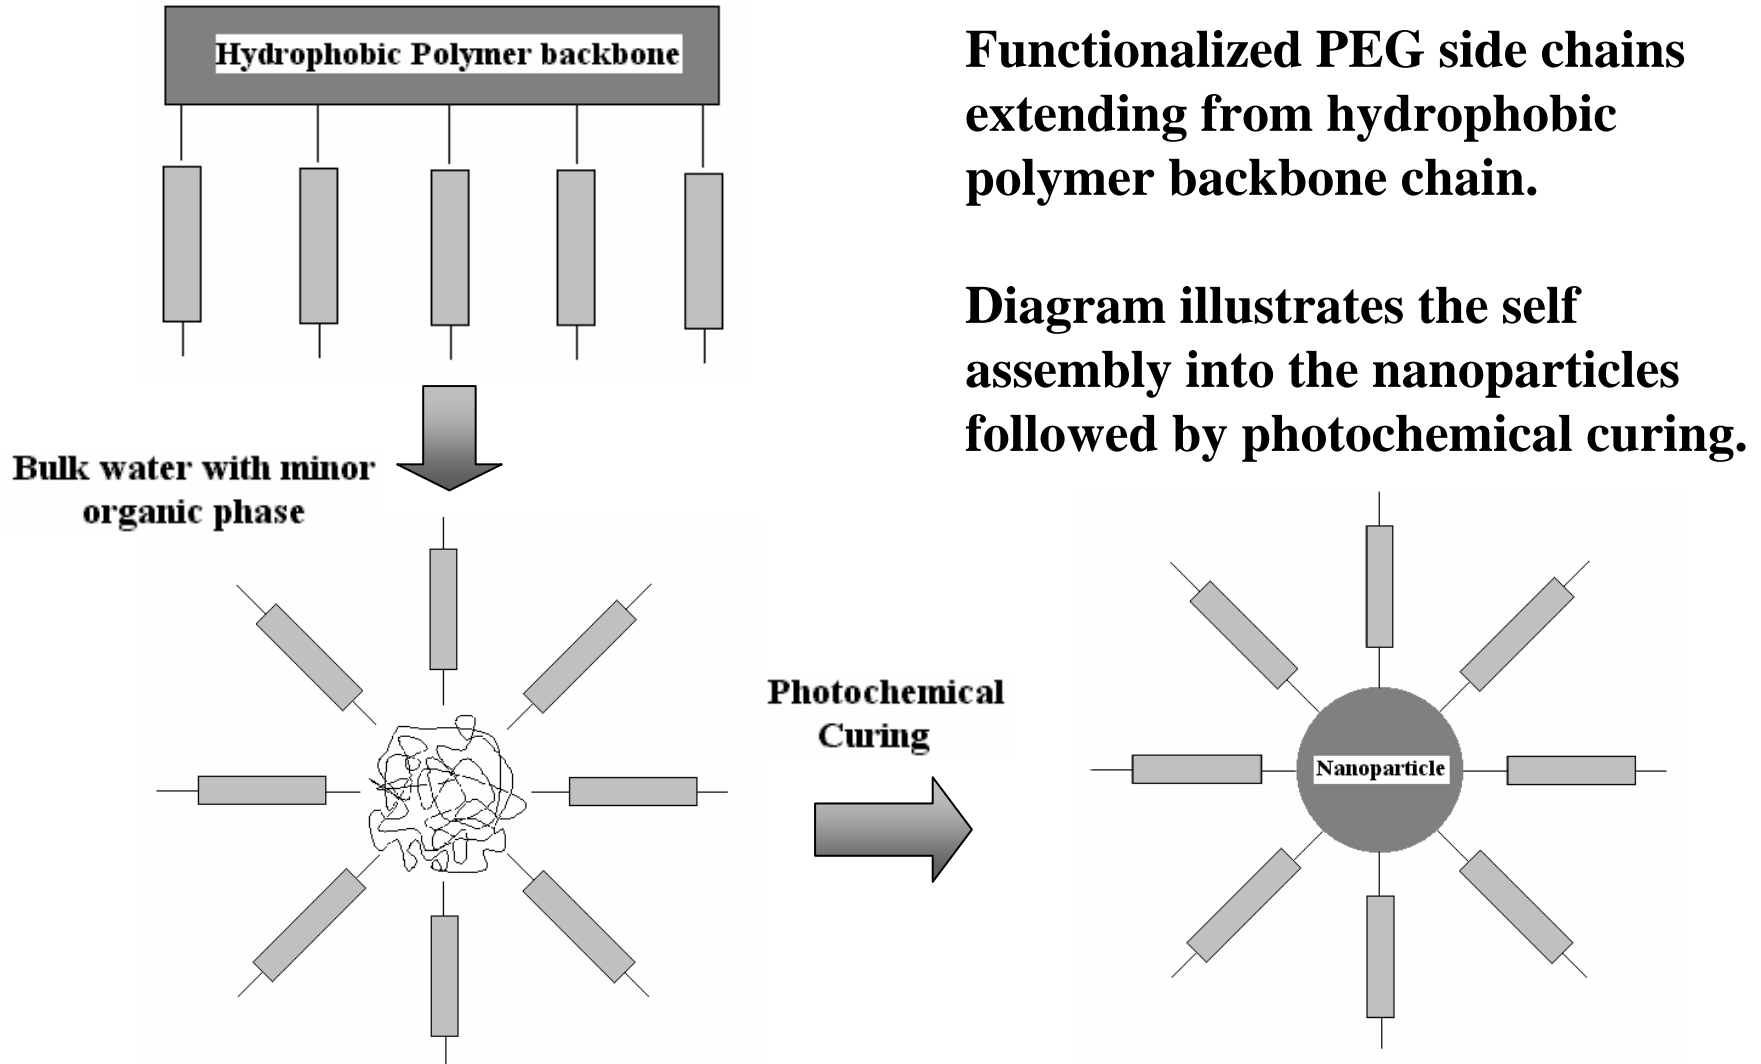 Hydrophobic Polymer backbone
Functionalized PEG side chains
extending from hydrophobic
polymer backbone chain.
Diagram illustrates the self
assembly into the nanoparticles
followed by photochemical curing.
Bulk water with minor
organic phase
Photochemical
Curing
Nanoparticle